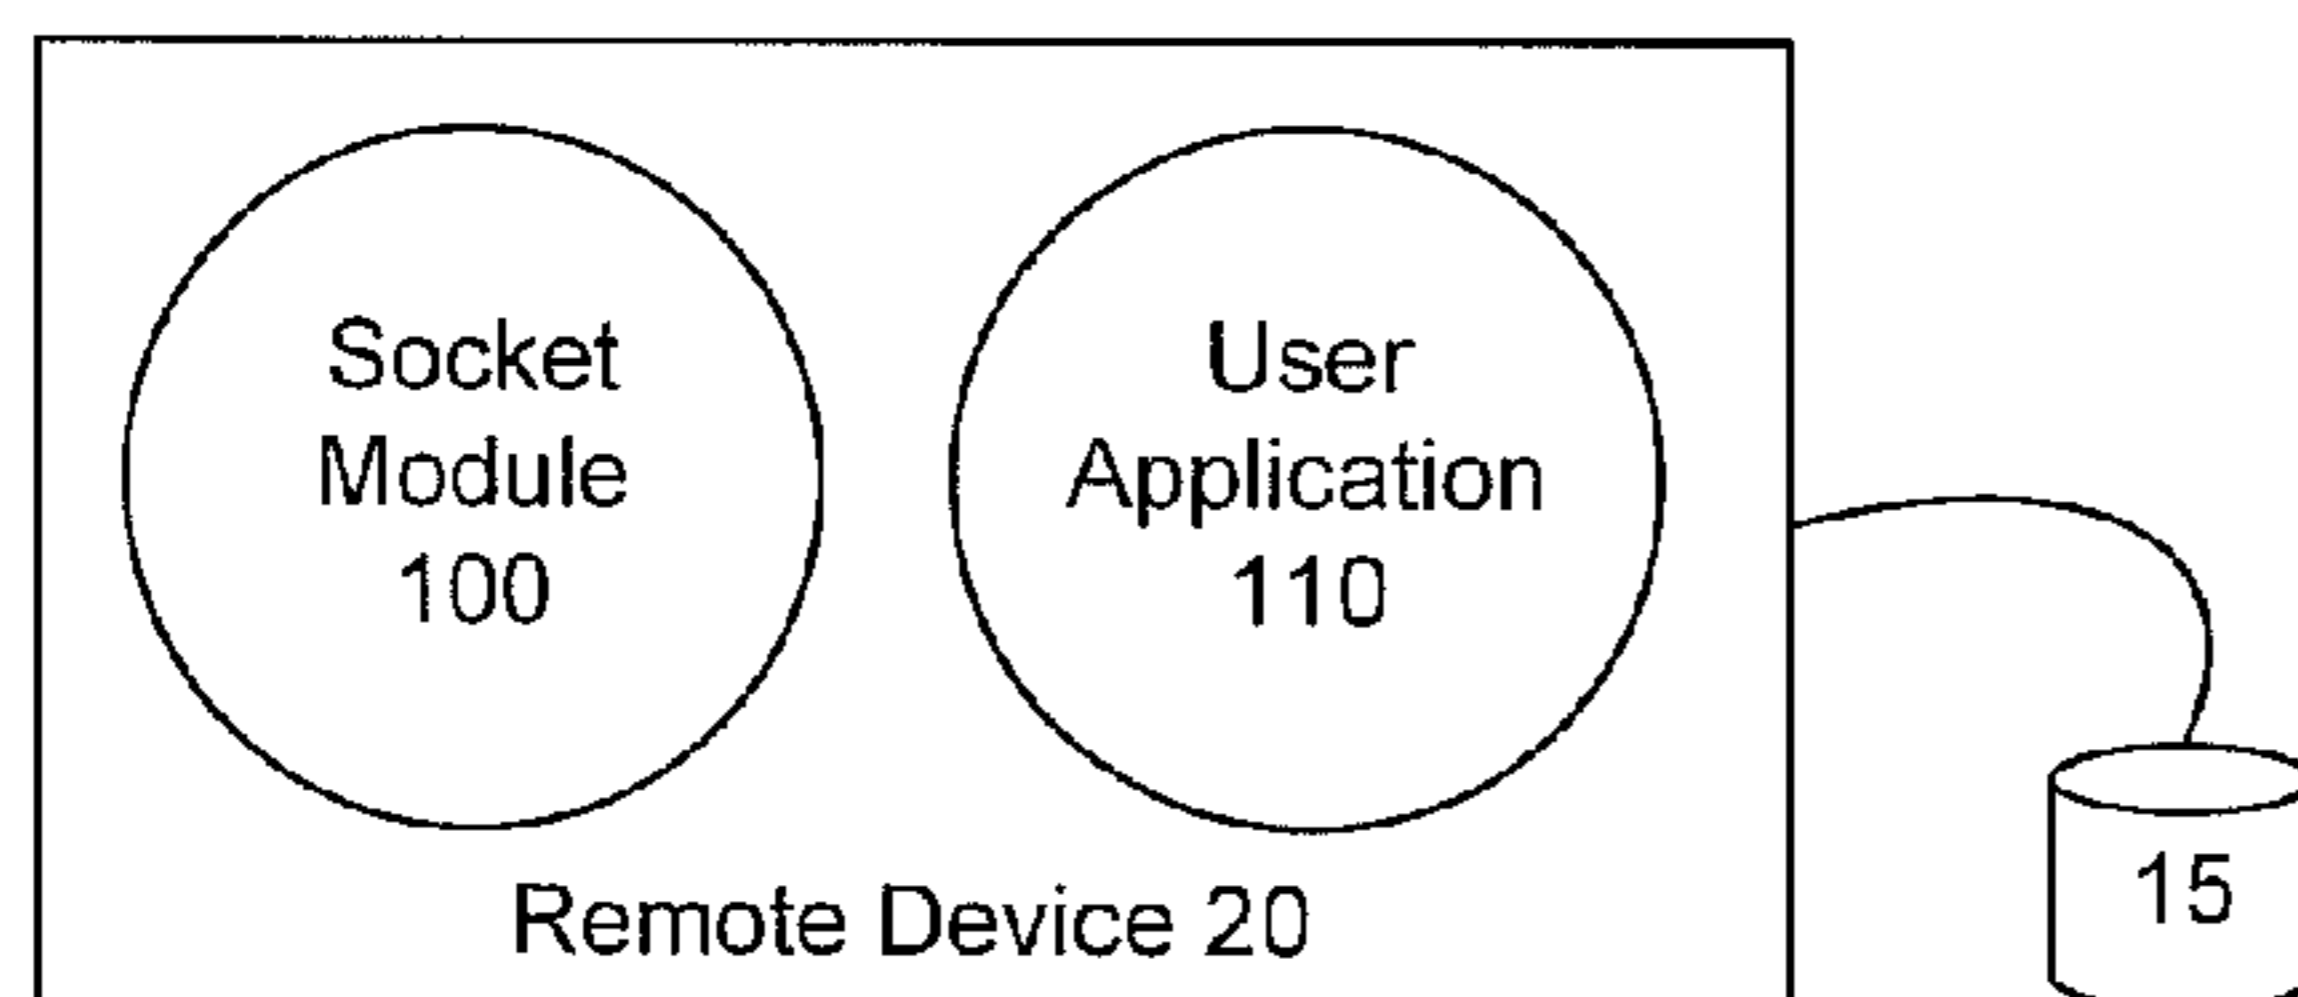 Socket
Module
100
User
Application
110
Remote Device 20
15